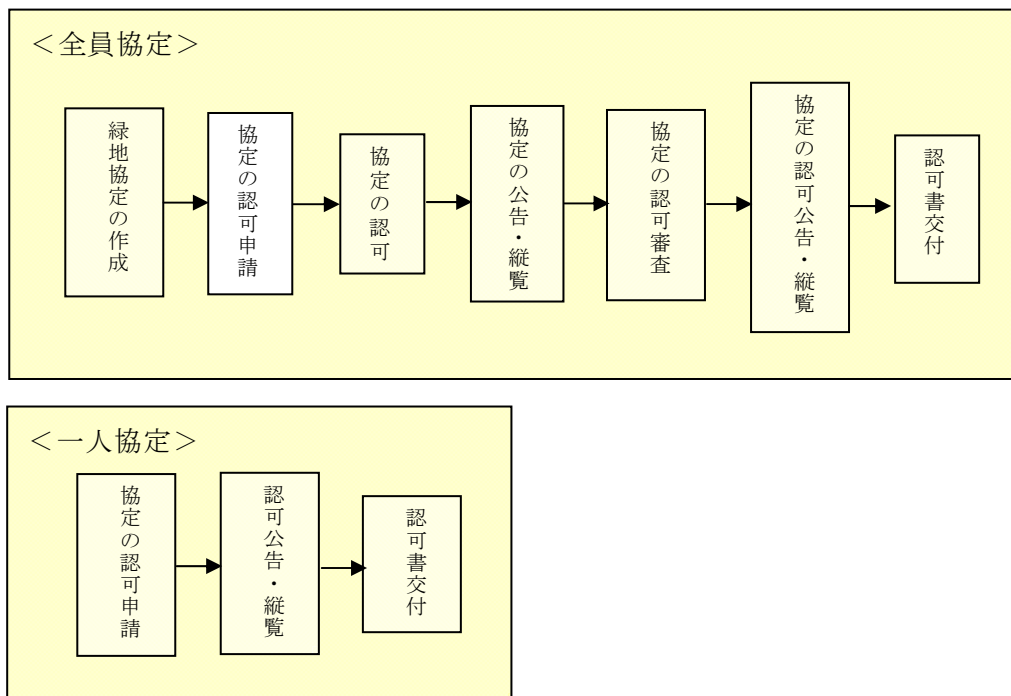 ＜全員協定＞
緑地協定の作成
協定の認可申請
協定の認可
協定の公告・縦覧
協定の認可審査
協定の認可公告・縦覧
認可書交付
＜一人協定＞
協定の認可申請
認可公告・縦覧
認可書交付